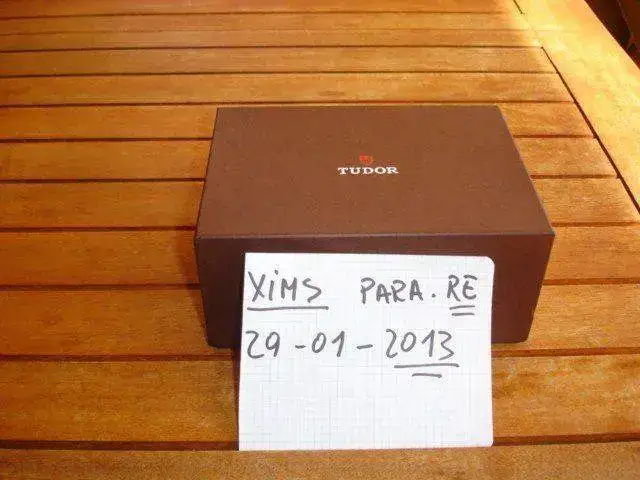 TUDOR
XiMS PARA. RE
29-01-2013